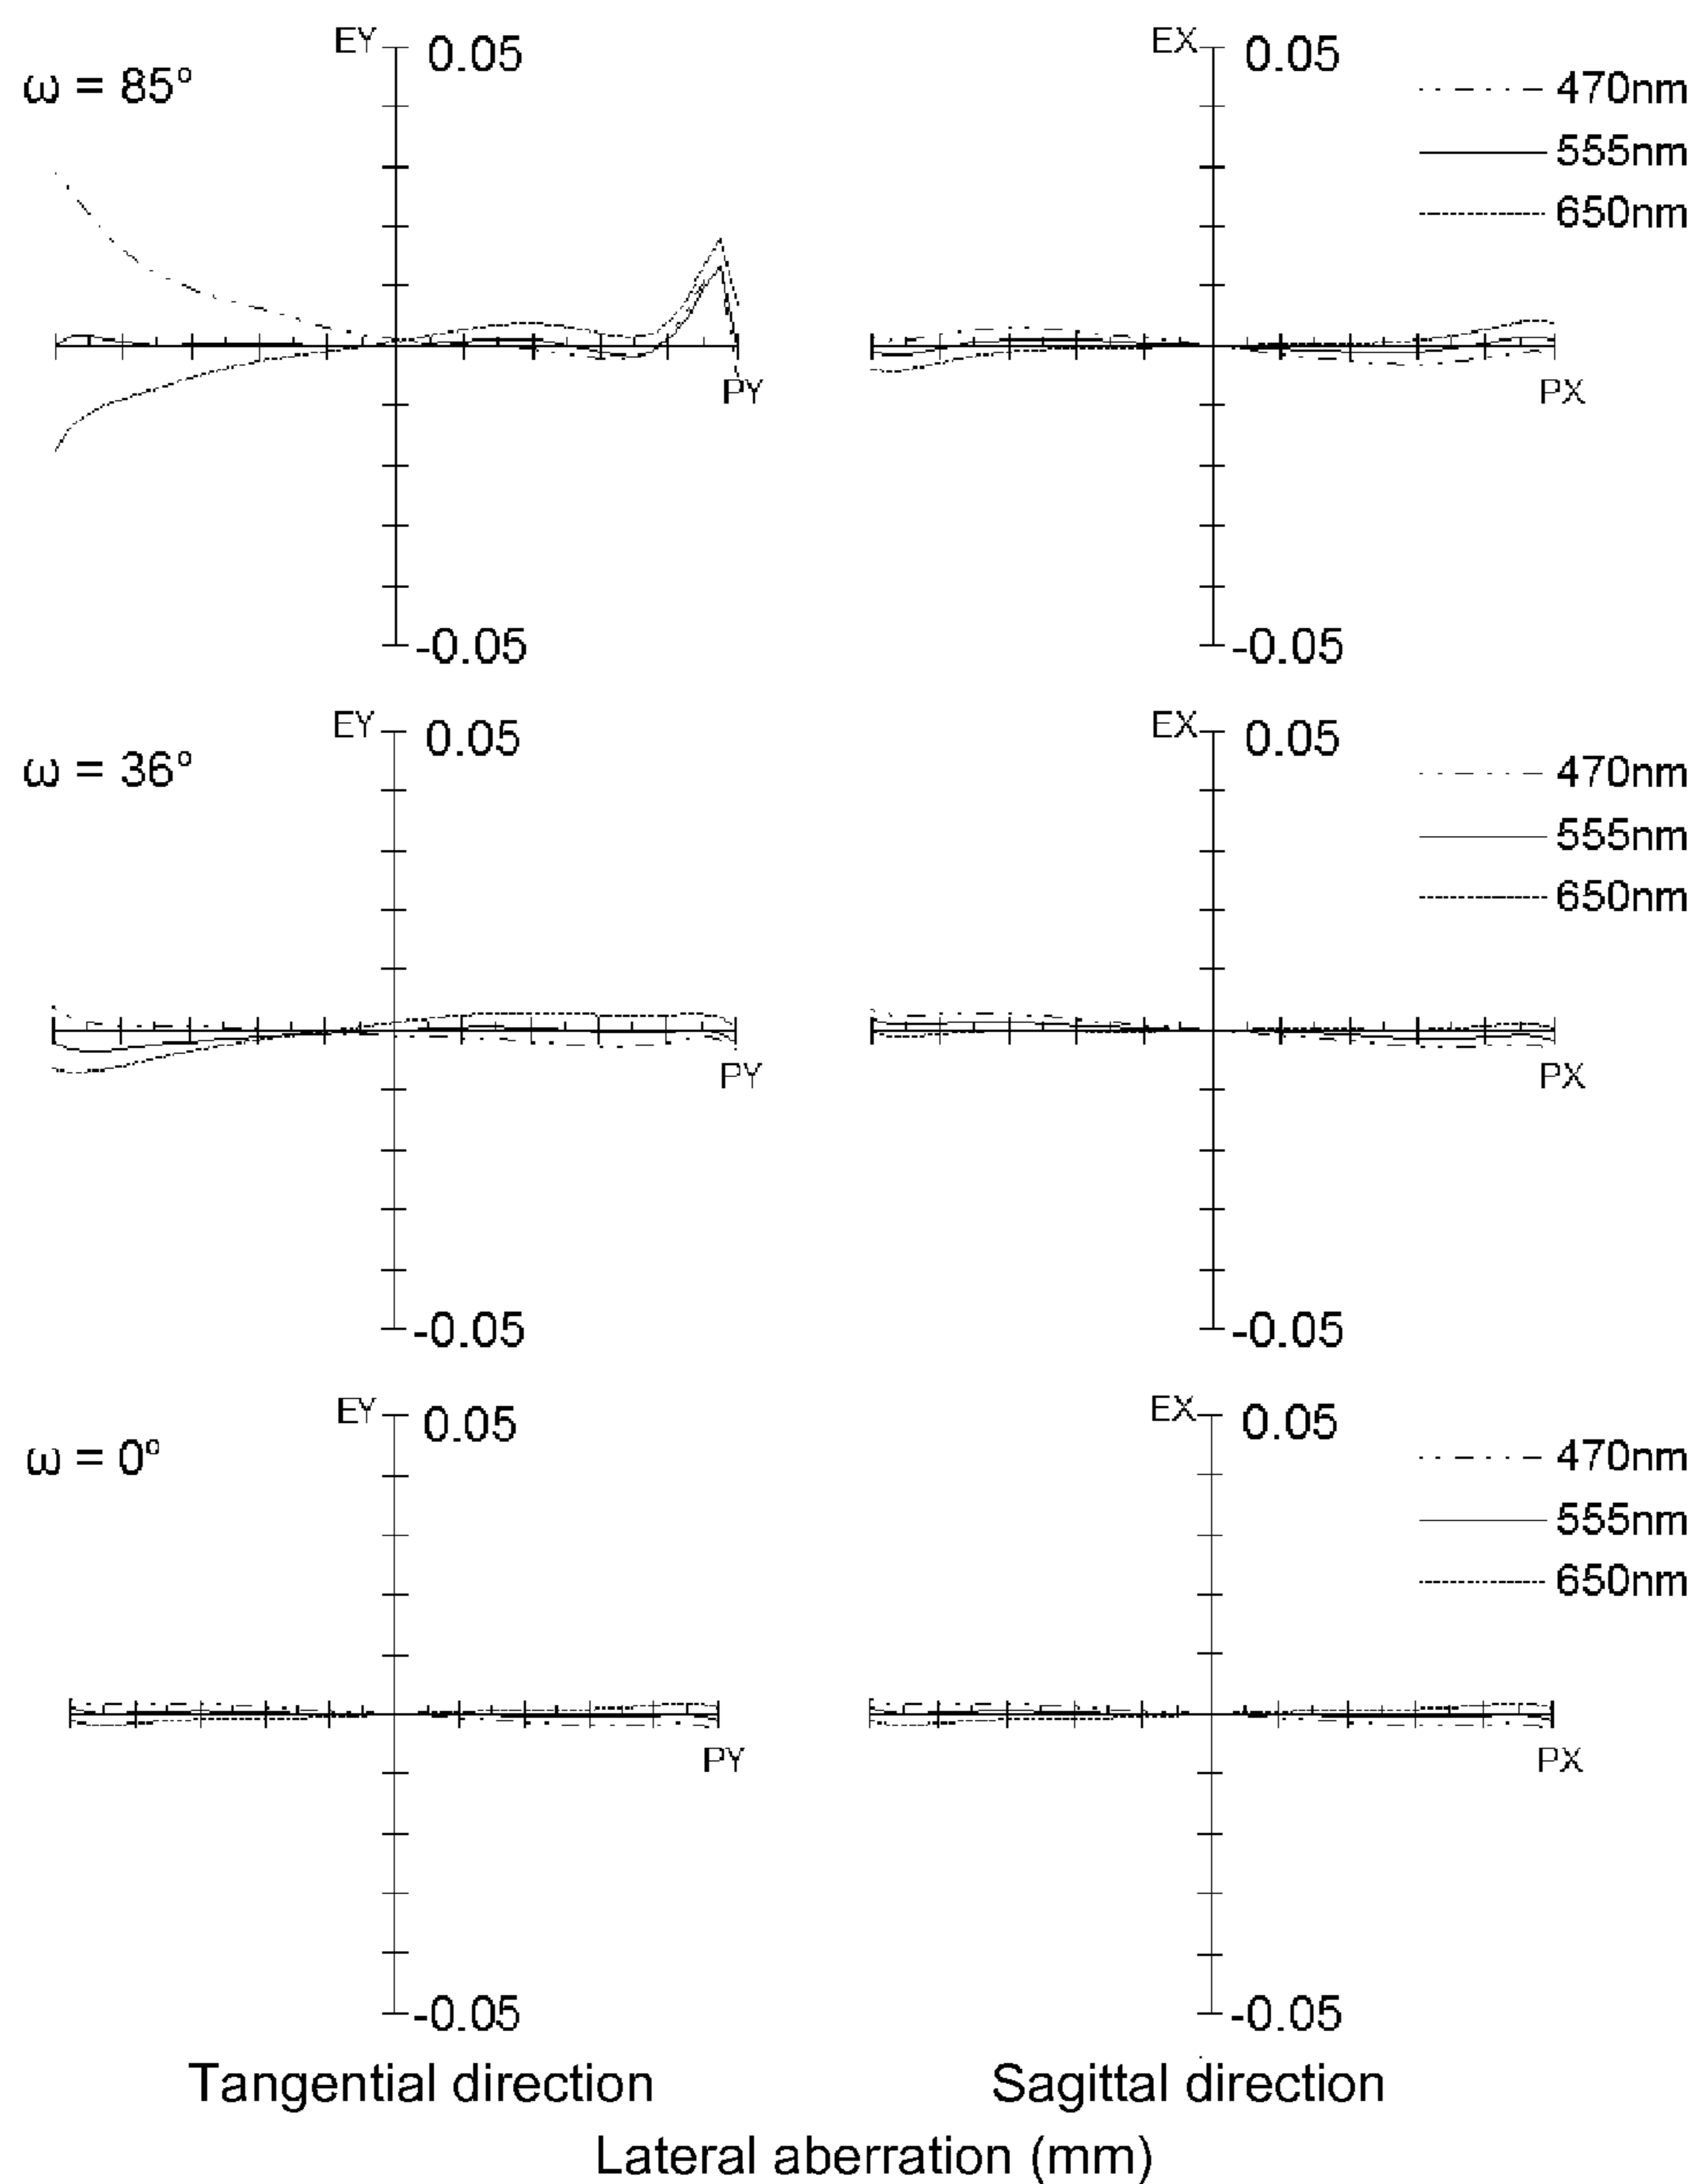 EY 0.05 EX 0.05
ω = 85° 470nm
555nm
650nm
PY PX
-0.05 -0.05
EY 0.05 EX 0.05
ω = 36° 470nm
555nm
650nm
PY PX
-0.05 -0.05
EY 0.05 EX 0.05
ω = 0° 470nm
555nm
650nm
PY PX
-0.05 -0.05
Tangential direction Sagittal direction
Lateral aberration (mm)